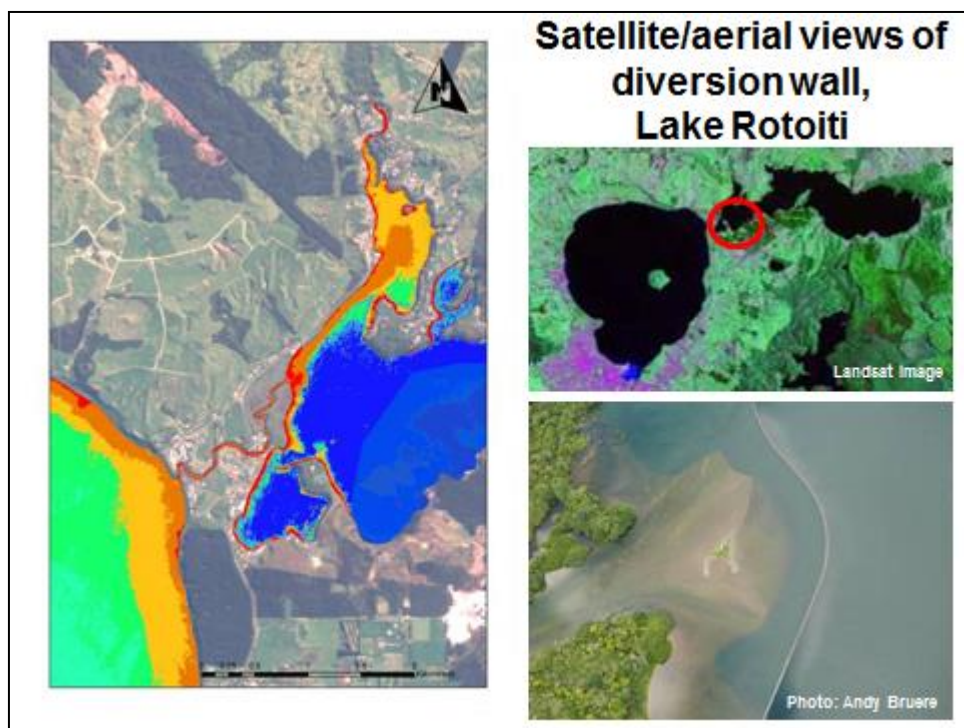 Satellite/aerial views of
diversion wall,
Lake Rotoiti
N
Landsat Image
Photo: Andy Bruere